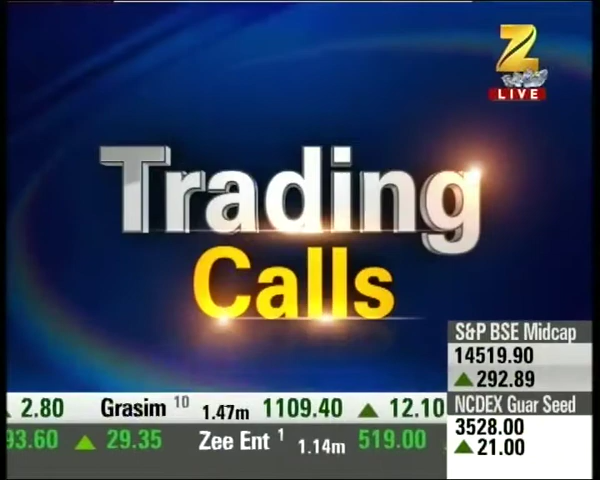 Z
LIVE
Trading
Calls
S&P BSE Midcap
14519.90
▲ 292.89
NCDEX Guar Seed
3528.00
▲ 21.00
▲ 2.80 Grasim 10 1.47m 1109.40 ▲ 12.10
93.60 ▲ 29.35 Zee Ent 1 1.14m 519.00